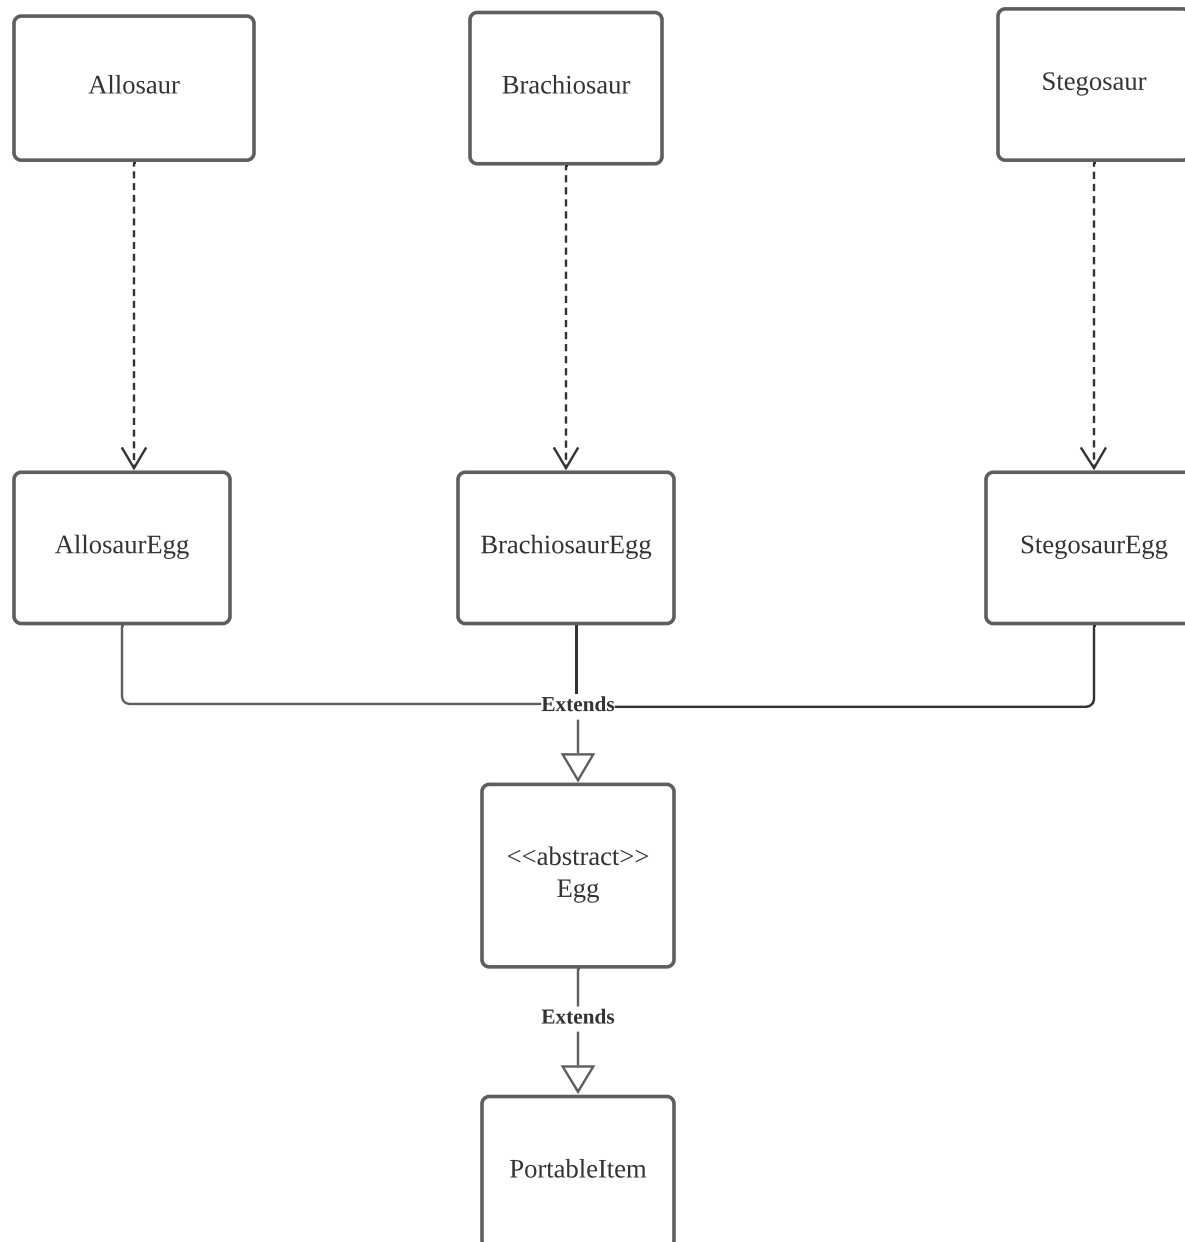 Allosaur
Brachiosaur
Stegosaur
AllosaurEgg
BrachiosaurEgg
StegosaurEgg
Extends
<<abstract>>
Egg
Extends
PortableItem